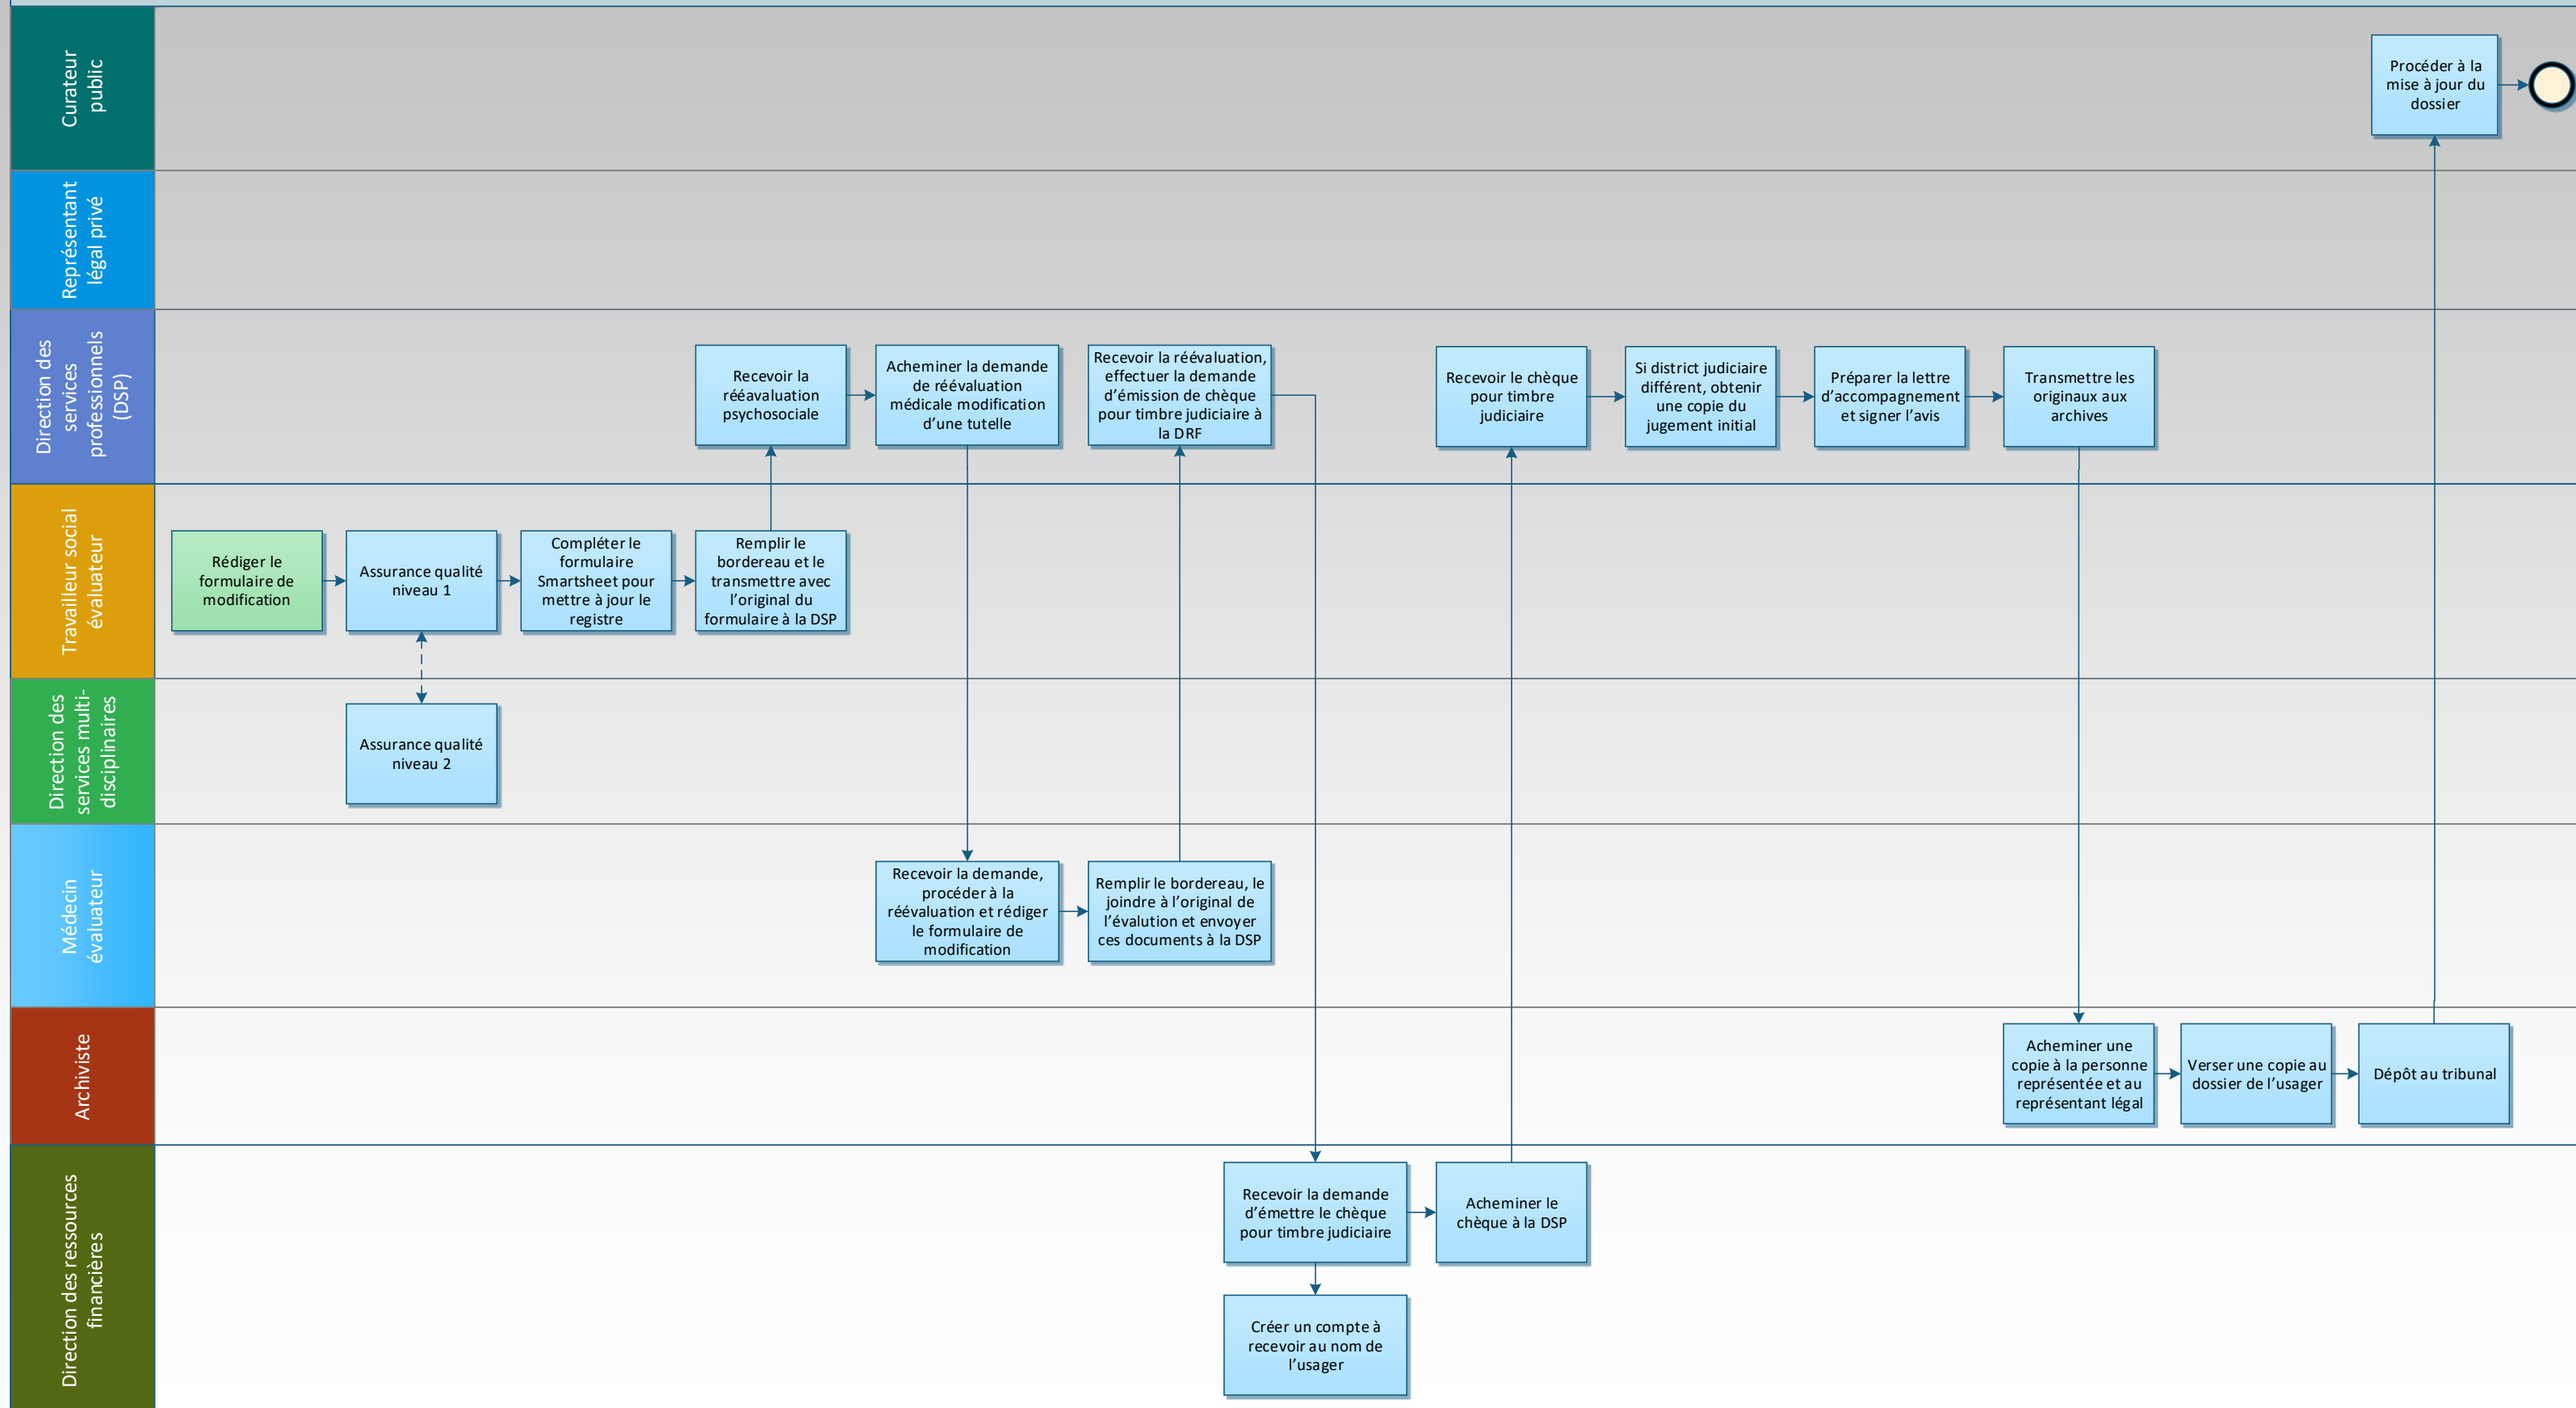 Curateur
public
Procéder à la
mise à jour du
dossier
Représentant
légal privé
Direction des
services
professionnels
(DSP)
Recevoir la
rééavaluation
psychosociale
Acheminer la demande
de réévaluation
médicale modification
d'une tutelle
Recevoir la réévaluation,
effectuer la demande
d'émission de chèque
pour timbre judiciaire à
la DRF
Recevoir le chèque
pour timbre
judiciaire
Si district judiciaire
différent, obtenir
une copie du
jugement initial
Préparer la lettre
d'accompagnement
et signer l'avis
Transmettre les
originaux aux
archives
Travailleur social
évaluateur
Rédiger le
formulaire de
modification
Assurance qualité
niveau 1
Compléter le
formulaire
Smartsheet pour
mettre à jour le
registre
Remplir le
bordereau et le
transmettre avec
l'original du
formulaire à la DSP
Direction des
services multi-
disciplinaires
Assurance qualité
niveau 2
Médecin
évaluateur
Recevoir la demande,
procéder à la
réévaluation et rédiger
le formulaire de
modification
Remplir le bordereau, le
joindre à l'original de
l'évalution et envoyer
ces documents à la DSP
Archiviste
Acheminer une
copie à la personne
représentée et au
représentant légal
Verser une copie au
dossier de l'usager
Dépôt au tribunal
Direction des ressources
financières
Recevoir la demande
d'émettre le chèque
pour timbre judiciaire
Acheminer le
chèque à la DSP
Créer un compte à
recevoir au nom de
l'usager